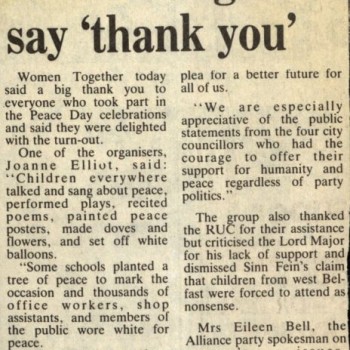 say ‘thank you’
Women Together today
said a big thank you to
everyone who took part in
the Peace Day celebrations
and said they were delighted
with the turn-out.
One of the organisers,
Joanne Elliot, said:
"Children everywhere
talked and sang about peace,
performed plays, recited
poems, painted peace
posters, made doves and
flowers, and set off white
balloons.
"Some schools planted a
tree of peace to mark the
occasion and thousands of
office workers, shop
assistants, and members of
the public wore white for
peace.
plea for a better future for
all of us.
"We are especially
appreciative of the public
statements from the four city
councillors who had the
courage to offer their
support for humanity and
peace regardless of party
politics."
The group also thanked
the RUC for their assistance
but criticised the Lord Major
for his lack of support and
dismissed Sinn Fein's claim
that children from west Bel-
fast were forced to attend as
nonsense.
Mrs Eileen Bell, the
Alliance party spokesman on